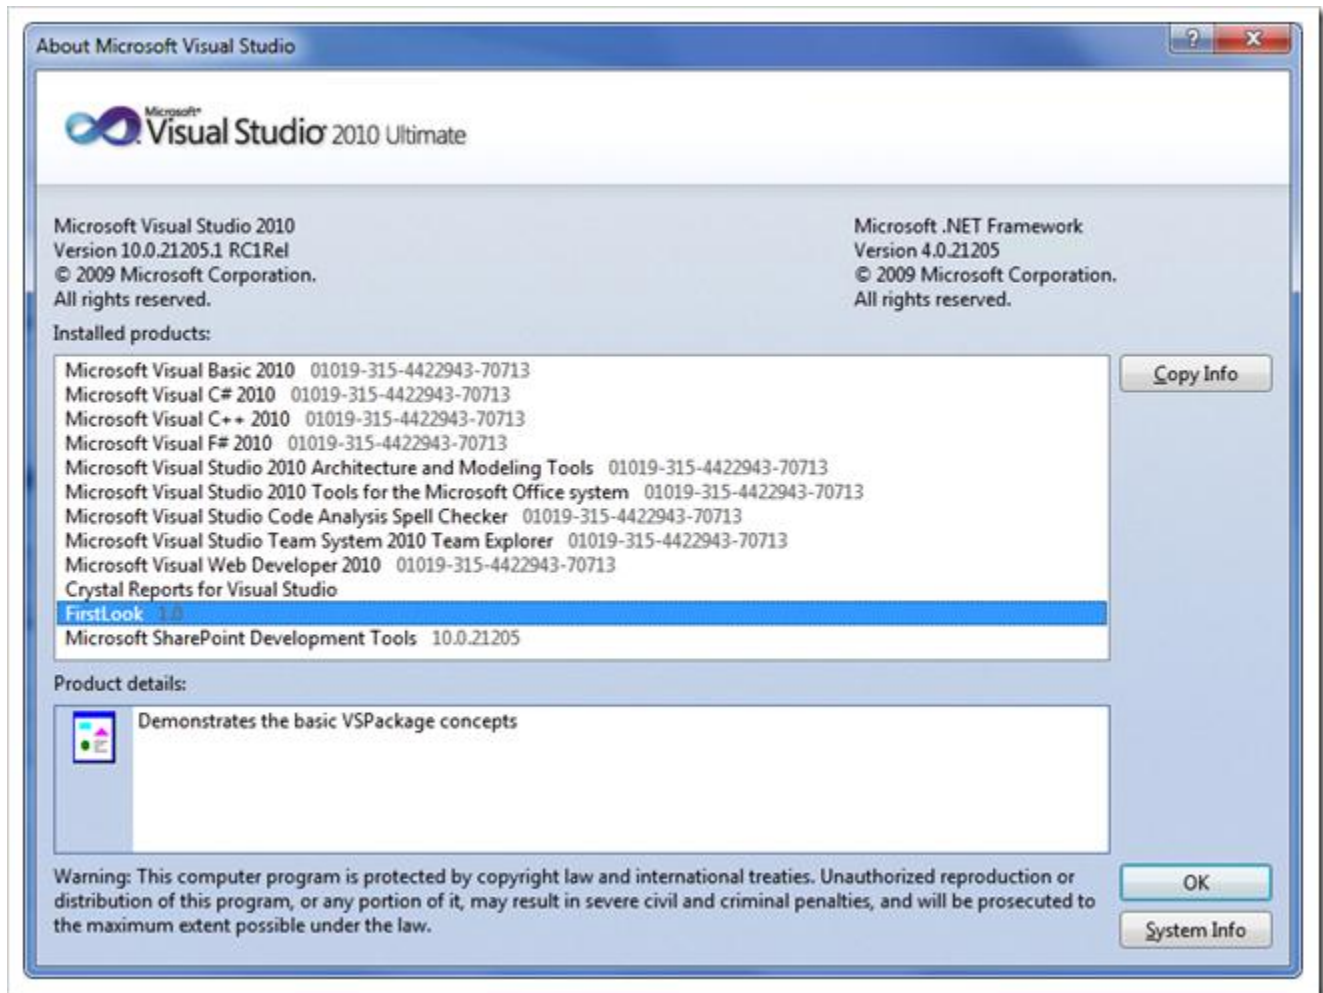 About Microsoft Visual Studio
?
Microsoft®
Visual Studio 2010 Ultimate
Microsoft Visual Studio 2010
Version 10.0.21205.1 RC1Rel
© 2009 Microsoft Corporation.
All rights reserved.
Microsoft .NET Framework
Version 4.0.21205
© 2009 Microsoft Corporation.
All rights reserved.
Installed products:
Microsoft Visual Basic 2010 01019-315-4422943-70713
Microsoft Visual C# 2010 01019-315-4422943-70713
Microsoft Visual C++ 2010 01019-315-4422943-70713
Microsoft Visual F# 2010 01019-315-4422943-70713
Microsoft Visual Studio 2010 Architecture and Modeling Tools 01019-315-4422943-70713
Microsoft Visual Studio 2010 Tools for the Microsoft Office system 01019-315-4422943-70713
Microsoft Visual Studio Code Analysis Spell Checker 01019-315-4422943-70713
Microsoft Visual Studio Team System 2010 Team Explorer 01019-315-4422943-70713
Microsoft Visual Web Developer 2010 01019-315-4422943-70713
Crystal Reports for Visual Studio
FirstLook 1.0
Microsoft SharePoint Development Tools 10.0.21205
Copy Info
Product details:
Demonstrates the basic VSPackage concepts
Warning: This computer program is protected by copyright law and international treaties. Unauthorized reproduction or
distribution of this program, or any portion of it, may result in severe civil and criminal penalties, and will be prosecuted to
the maximum extent possible under the law.
OK
System Info